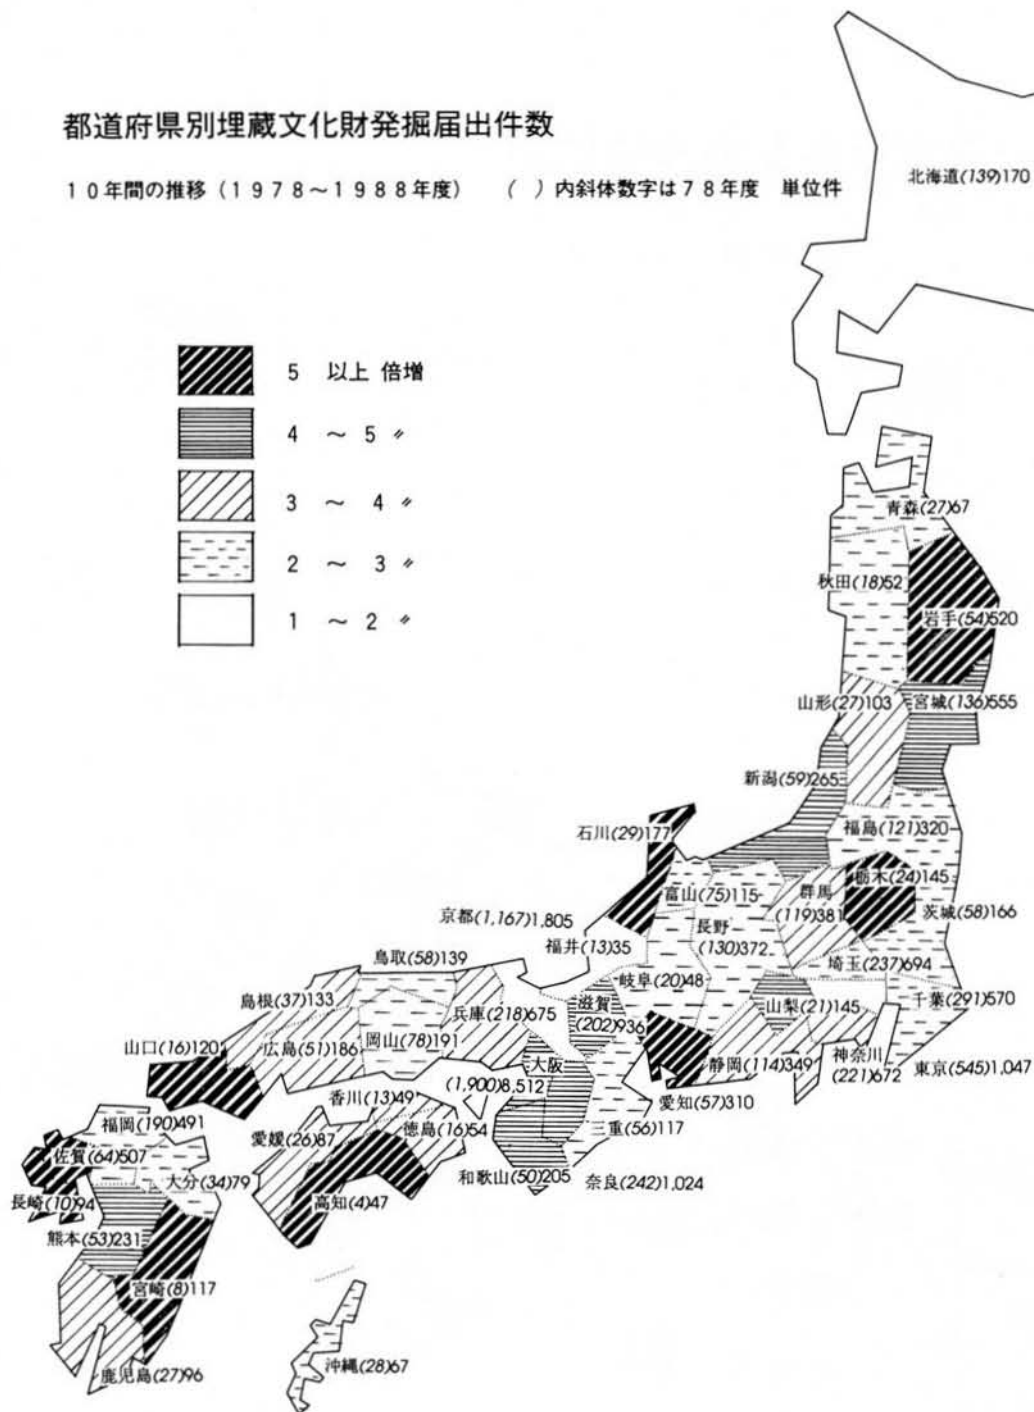 都道府県別埋蔵文化財発掘届出件数
10年間の推移(1978~1988年度) ( )内斜体数字は78年度 単位件
北海道(139)170
5 以上 倍増
4 ~ 5 〃
3 ~ 4 〃
2 ~ 3 〃
1 ~ 2 〃
青森(27)67
秋田(18)52
岩手(54)520
山形(27)103
宮城(136)555
新潟(59)265
石川(29)177
福島(121)320
栃木(24)145
富山(75)115
群馬
(119)381
茨城(58)166
京都(1,167)1,805
長野
(130)372
福井(13)35
鳥取(58)139
埼玉(237)694
岐阜(20)48
島根(37)133
滋賀
(202)936
山梨(21)145
千葉(291)570
兵庫(218)675
山口(16)120
広島(51)186
岡山(78)191
大阪
(1,900)8,512
静岡(114)349
神奈川
(221)672
東京(545)1,047
香川(13)49
愛知(57)310
福岡(190)491
愛媛(26)87
徳島(16)54
三重(56)117
佐賀(64)507
大分(34)79
和歌山(50)205
奈良(242)1,024
長崎(10)94
高知(4)47
熊本(53)231
宮崎(8)117
鹿児島(27)96
沖縄(28)67